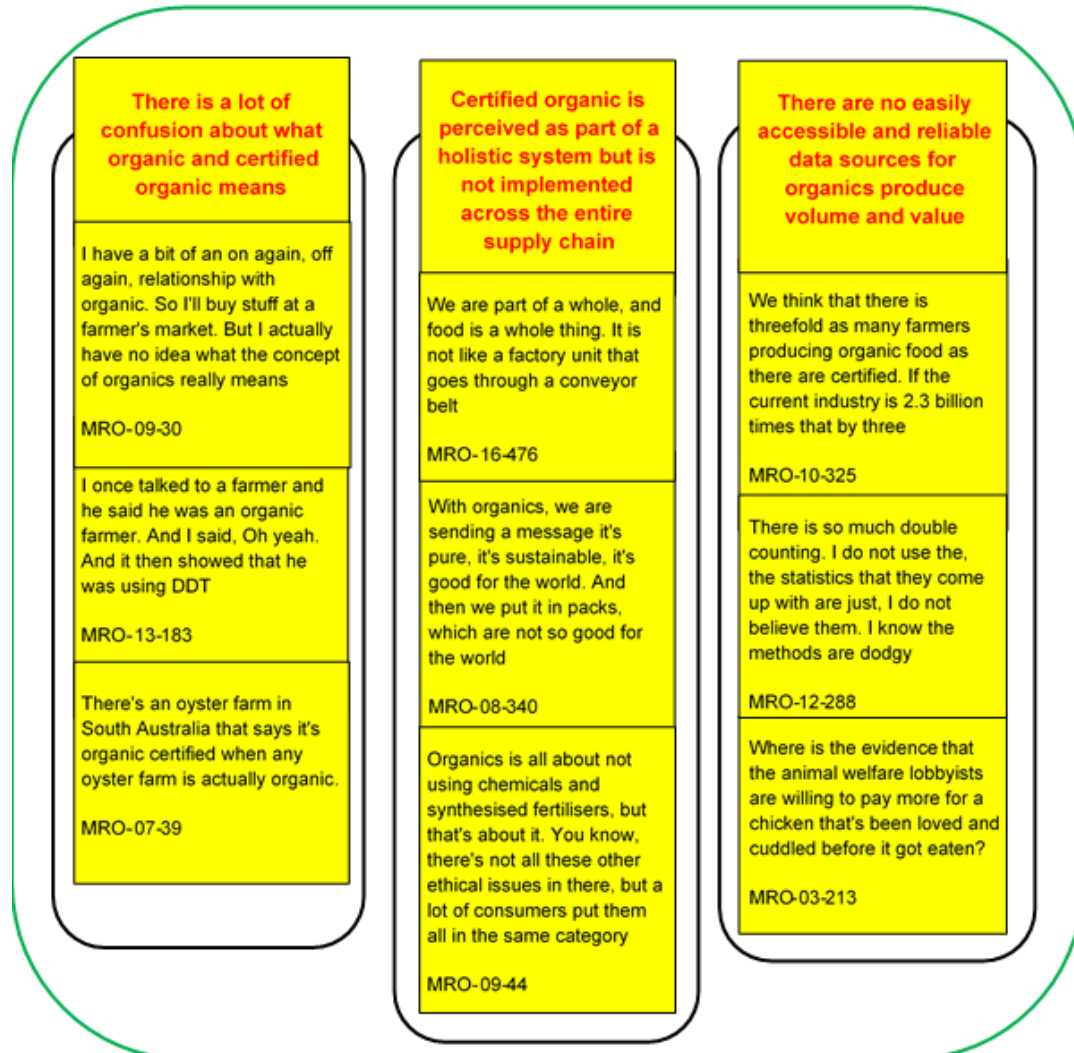 There is a lot of
confusion about what
organic and certified
organic means
I have a bit of an on again, off
again, relationship with
organic. So I'll buy stuff at a
farmer's market. But I actually
have no idea what the concept
of organics really means
MRO-09-30
I once talked to a farmer and
he said he was an organic
farmer. And I said, Oh yeah.
And it then showed that he
was using DDT
MRO-13-183
There's an oyster farm in
South Australia that says it's
organic certified when any
oyster farm is actually organic.
MRO-07-39
Certified organic is
perceived as part of a
holistic system but is
not implemented
across the entire
supply chain
We are part of a whole, and
food is a whole thing. It is
not like a factory unit that
goes through a conveyor
belt
MRO-16-476
With organics, we are
sending a message it's
pure, it's sustainable, it's
good for the world. And
then we put it in packs,
which are not so good for
the world
MRO-08-340
Organics is all about not
using chemicals and
synthesised fertilisers, but
that's about it. You know,
there's not all these other
ethical issues in there, but a
lot of consumers put them
all in the same category
MRO-09-44
There are no easily
accessible and reliable
data sources for
organics produce
volume and value
We think that there is
threefold as many farmers
producing organic food as
there are certified. If the
current industry is 2.3 billion
times that by three
MRO-10-325
There is so much double
counting. I do not use the,
the statistics that they come
up with are just, I do not
believe them. I know the
methods are dodgy
MRO-12-288
Where is the evidence that
the animal welfare lobbyists
are willing to pay more for a
chicken that's been loved and
cuddled before it got eaten?
MRO-03-213